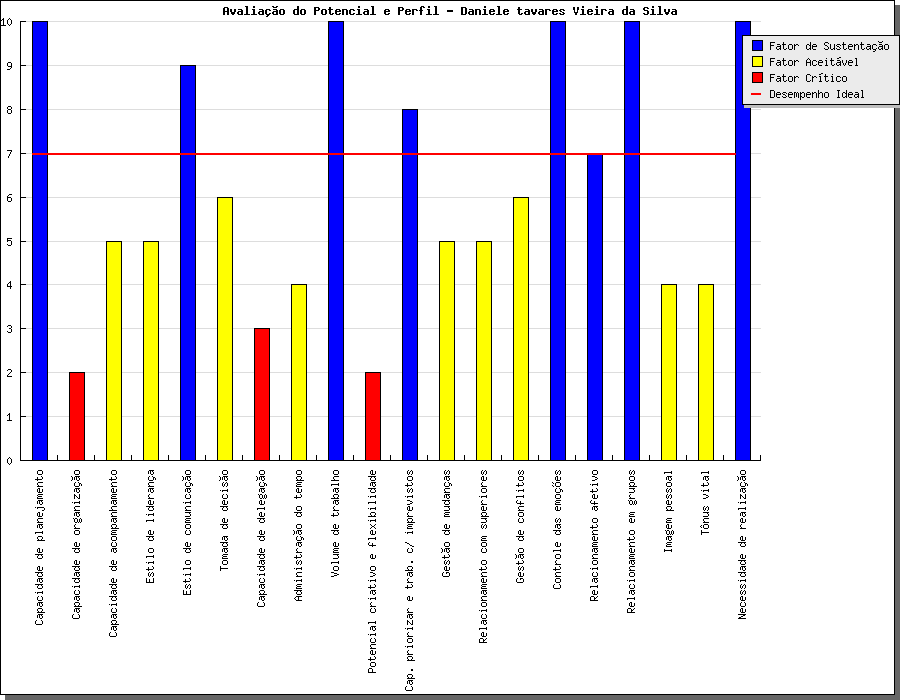 Avaliação do Potencial e Perfil - Daniele tavares Vieira da Silva
Fator de Sustentação
Fator Aceitável
Fator Crítico
Desempenho Ideal
10
9
8
7
6
5
4
3
2
1
0
Capacidade de planejamento
Capacidade de organização
Capacidade de acompanhamento
Estilo de liderança
Estilo de comunicação
Tomada de decisão
Capacidade de delegação
Administração do tempo
Volume de trabalho
Potencial criativo e flexibilidade
Cap. priorizar e trab. c/ imprevistos
Gestão de mudanças
Relacionamento com superiores
Gestão de conflitos
Controle das emoções
Relacionamento afetivo
Relacionamento em grupos
Imagem pessoal
Tônus vital
Necessidade de realização